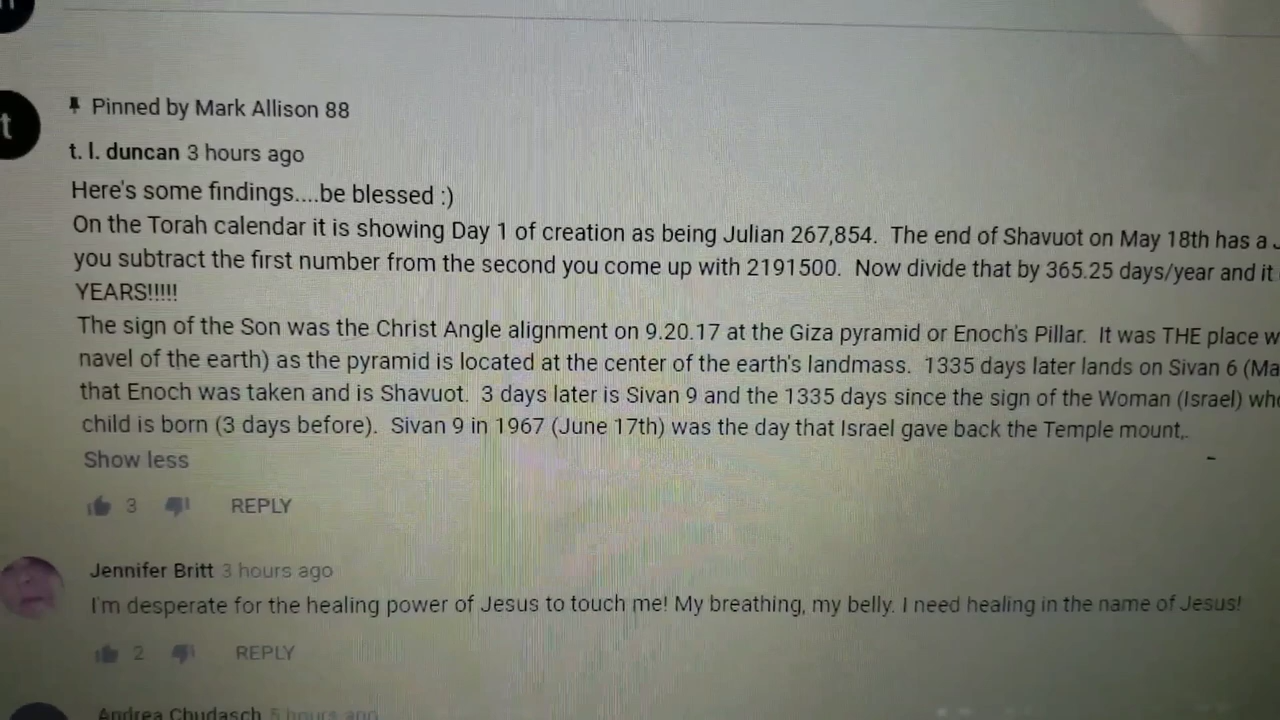 t
Pinned by Mark Allison 88
t. l. duncan 3 hours ago
Here's some findings....be blessed :)
On the Torah calendar it is showing Day 1 of creation as being Julian 267,854. The end of Shavuot on May 18th has a
you subtract the first number from the second you come up with 2191500. Now divide that by 365.25 days/year and it
YEARS!!!!!
The sign of the Son was the Christ Angle alignment on 9.20.17 at the Giza pyramid or Enoch's Pillar. It was THE place w
navel of the earth) as the pyramid is located at the center of the earth's landmass. 1335 days later lands on Sivan 6 (Ma
that Enoch was taken and is Shavuot. 3 days later is Sivan 9 and the 1335 days since the sign of the Woman (Israel) who
child is born (3 days before). Sivan 9 in 1967 (June 17th) was the day that Israel gave back the Temple mount,.
Show less
3 REPLY
Jennifer Britt 3 hours ago
I'm desperate for the healing power of Jesus to touch me! My breathing, my belly. I need healing in the name of Jesus!
2 REPLY
Andrea Chudasch 5 hours ago